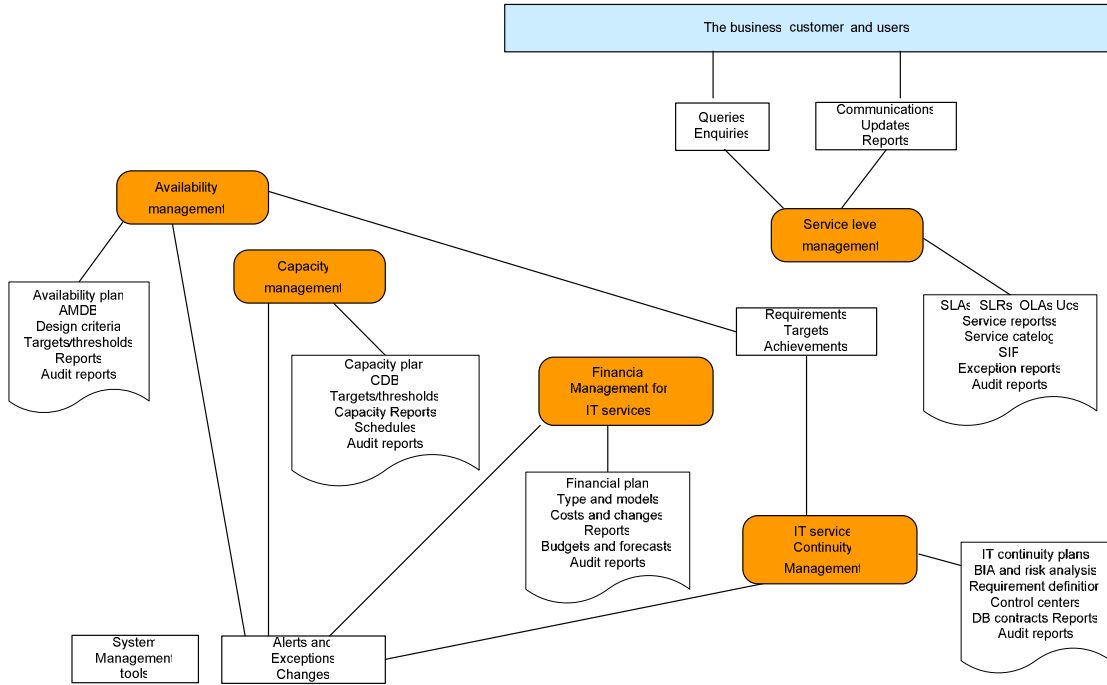 The business customer and users
Queries
Enquiries
Communications
Updates
Reports
Availability
management
Service leve
management
Capacity
management
Availability plan
AMDB
Design criteria
Targets/thresholds
Reports
Audit reports
SLAs SLRs OLAs Ucs
Service reportss
Service catelog
SIF
Exception reports
Audit reports
Requirements
Targets
Achievements
Capacity plan
CDB
Targets/thresholds
Capacity Reports
Schedules
Audit reports
Financia
Management for
IT services
Financial plan
Type and models
Costs and changes
Reports
Budgets and forecasts
Audit reports
IT service
Continuity
Management
IT continuity plans
BIA and risk analysis
Requirement definition
Control centers
DB contracts Reports
Audit reports
System
Management
tools
Alerts and
Exceptions
Changes